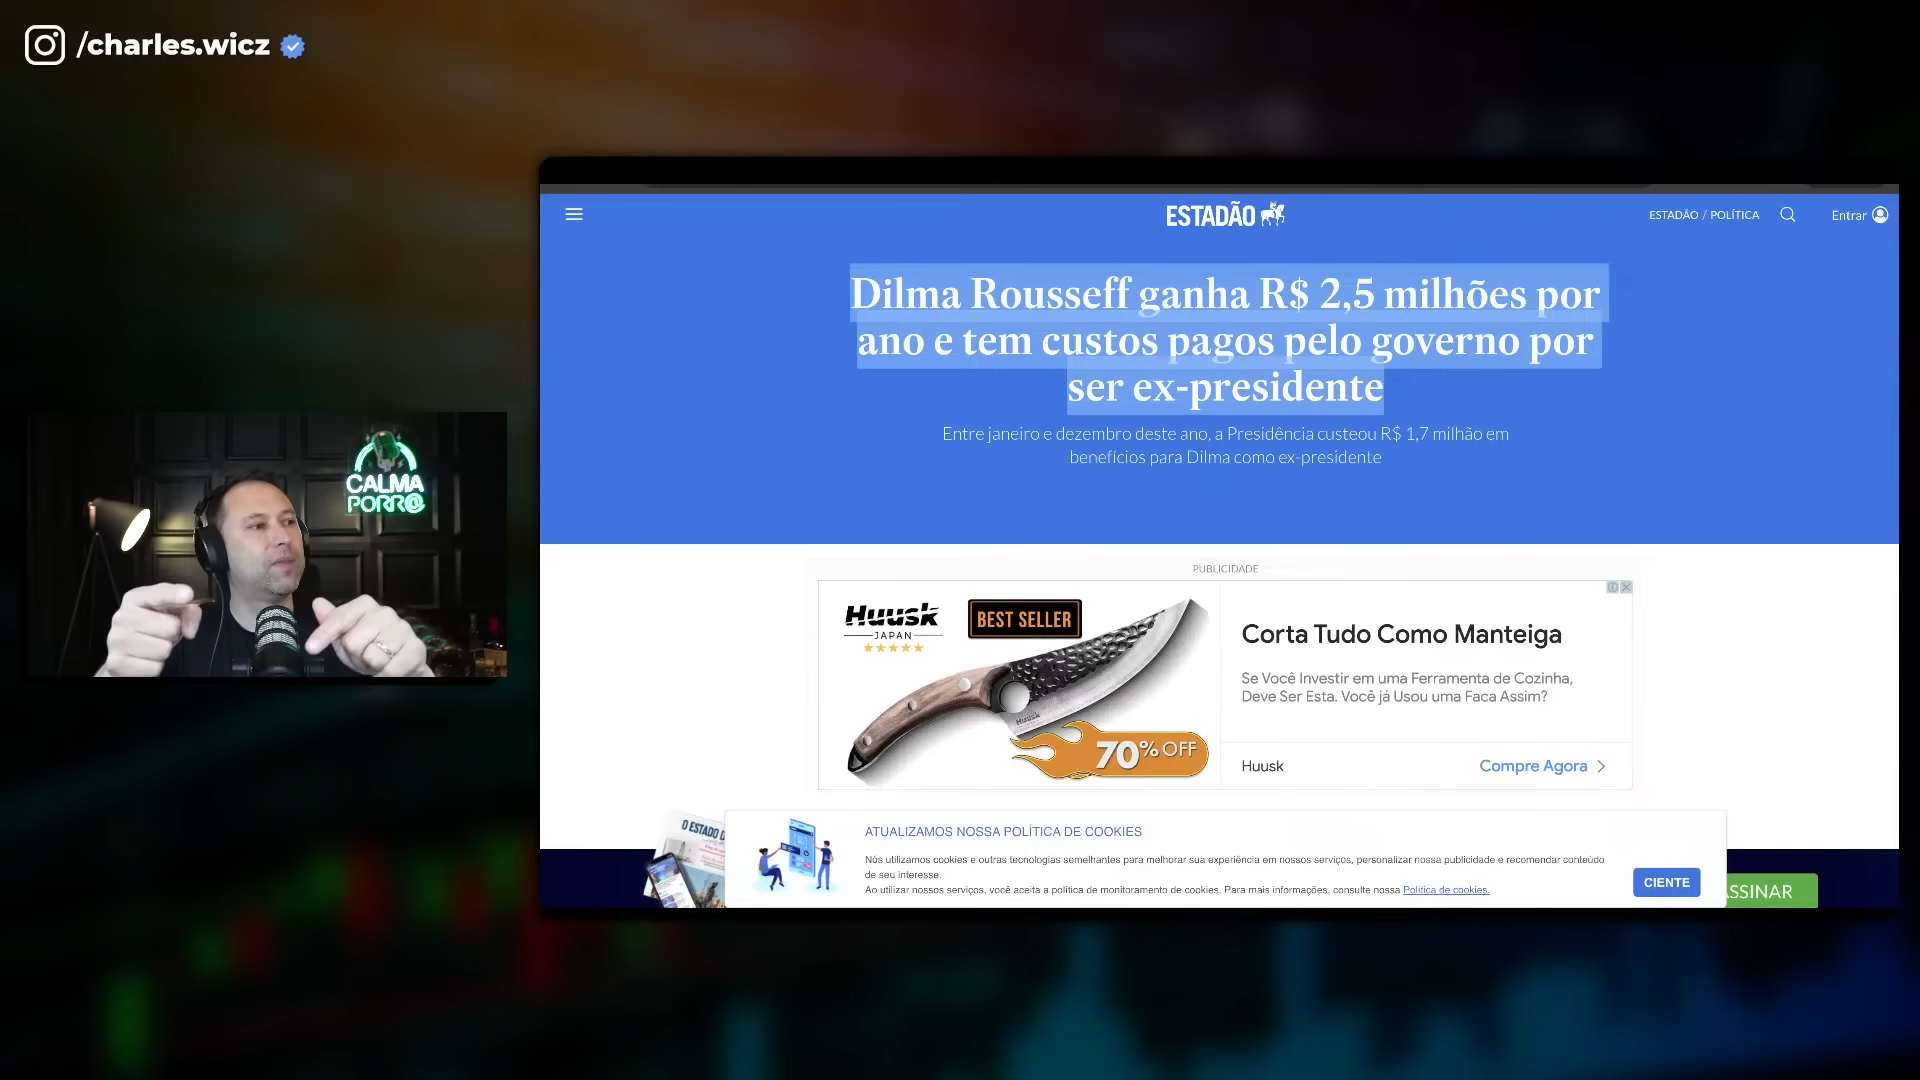 /charles.wicz
ESTADÃO
ESTADÃO / POLÍTICA
Entrar
Dilma Rousseff ganha R$ 2,5 milhões por
ano e tem custos pagos pelo governo por
ser ex-presidente
Entre janeiro e dezembro deste ano, a Presidência custeou R$ 1,7 milhão em
benefícios para Dilma como ex-presidente
CALMA
PORR@
PUBLICIDADE
Huusk
JAPAN
BEST SELLER
Huusk
70% OFF
Corta Tudo Como Manteiga
Se Você Investir em uma Ferramenta de Cozinha,
Deve Ser Esta. Você já Usou uma Faca Assim?
Huusk
Compre Agora
O ESTADO D
ATUALIZAMOS NOSSA POLÍTICA DE COOKIES
Nós utilizamos cookies e outras tecnologias semelhantes para melhorar sua experiência em nossos serviços, personalizar nossa publicidade e recomendar conteúdo
de seu interesse.
Ao utilizar nossos serviços, você aceita a política de monitoramento de cookies. Para mais informações, consulte nossa Política de cookies.
CIENTE
SSINAR